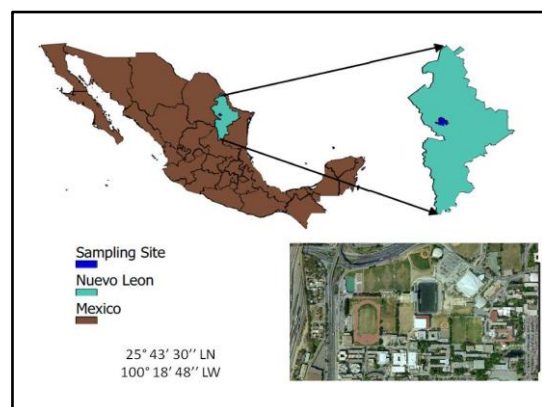 Sampling Site
Nuevo Leon
Mexico
25° 43’ 30’’ LN
100° 18’ 48’’ LW